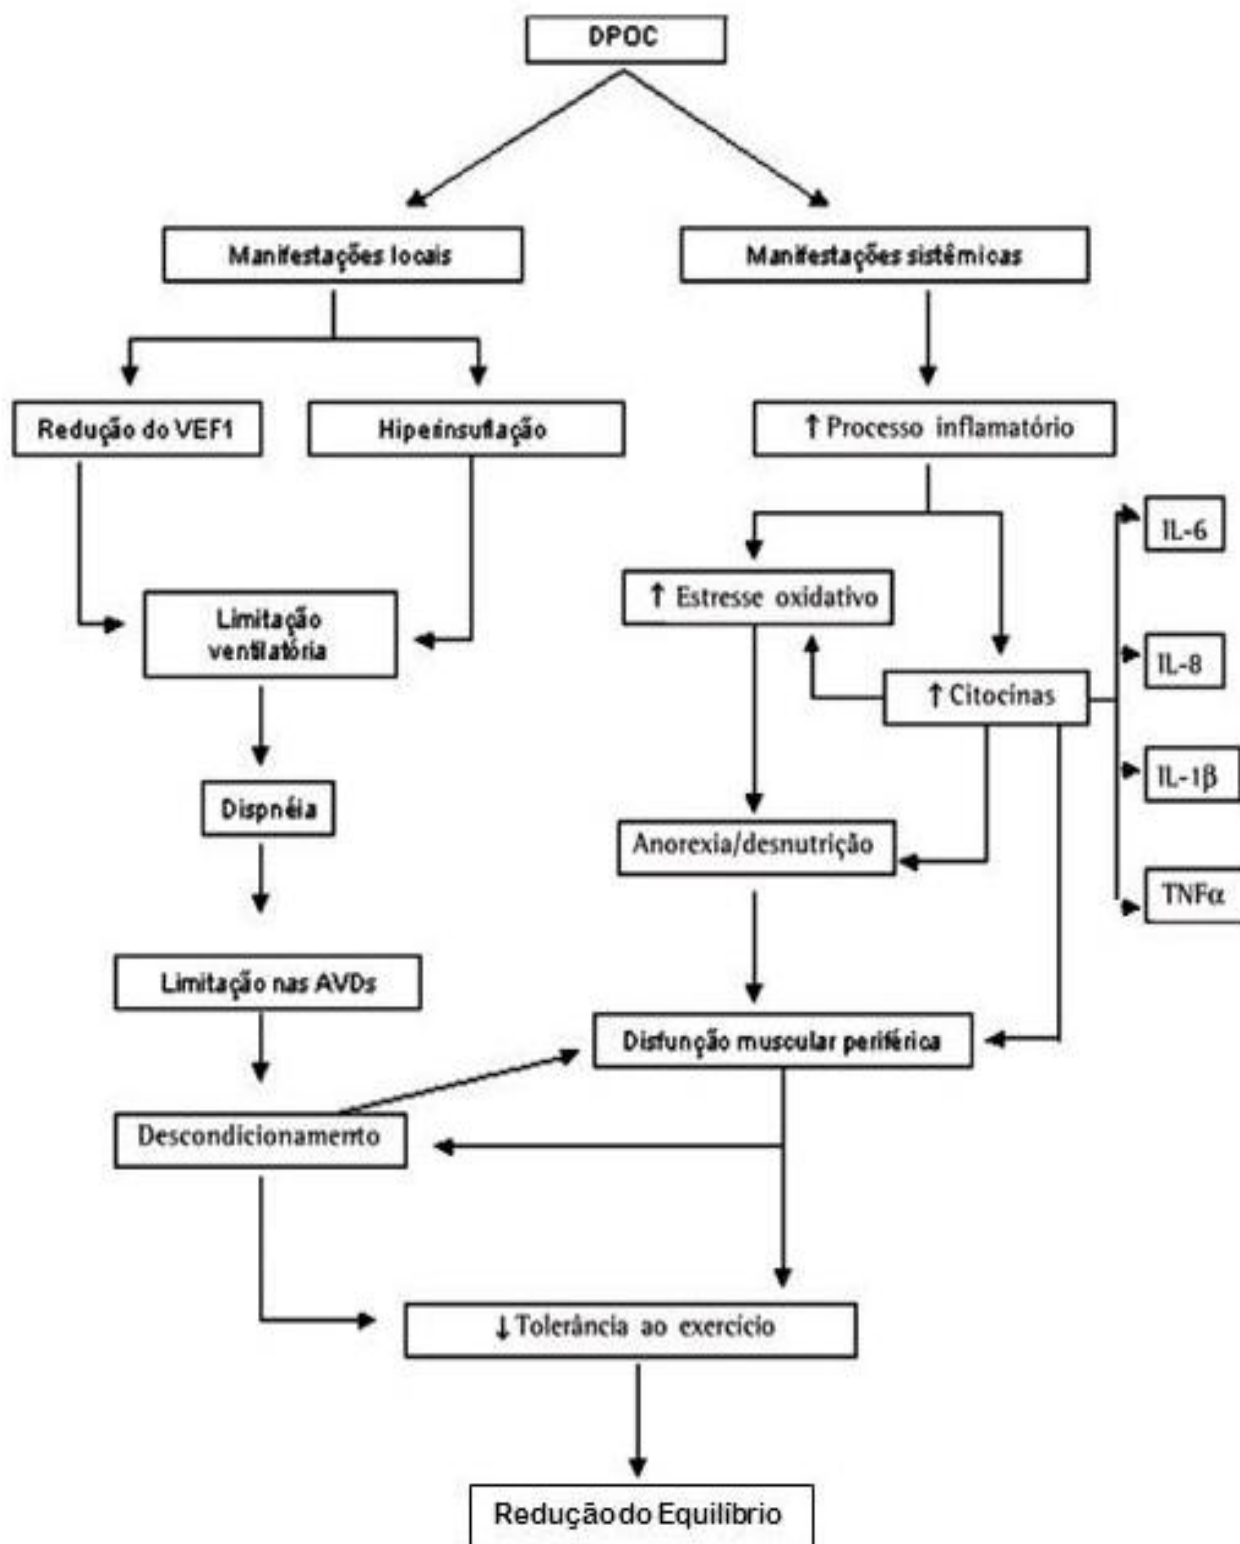 DPOC
Manifestações locais
Manifestações sistêmicas
Redução do VEF1
Hiperinsuflação
↑ Processo inflamatório
IL-6
↑ Estresse oxidativo
Limitação
ventilatória
IL-8
↑ Citocinas
IL-1β
Dispnéia
Anorexia/desnutrição
TNFα
Limitação nas AVDs
Disfunção muscular periférica
Descondicionamento
↓ Tolerância ao exercício
Redução do Equilíbrio